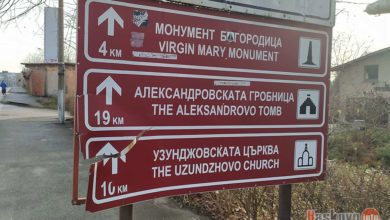 МОНУМЕНТ БОГОРОДИЦА
VIRGIN MARY MONUMENT
4 КМ
АЛЕКСАНДРОВСКАТА ГРОБНИЦА
THE ALEKSANDROVO TOMB
19 КМ
УЗУНДЖОВСКАТА ЦЪРКВА
THE UZUNDZHOVO CHURCH
10 КМ
Haskovo.info